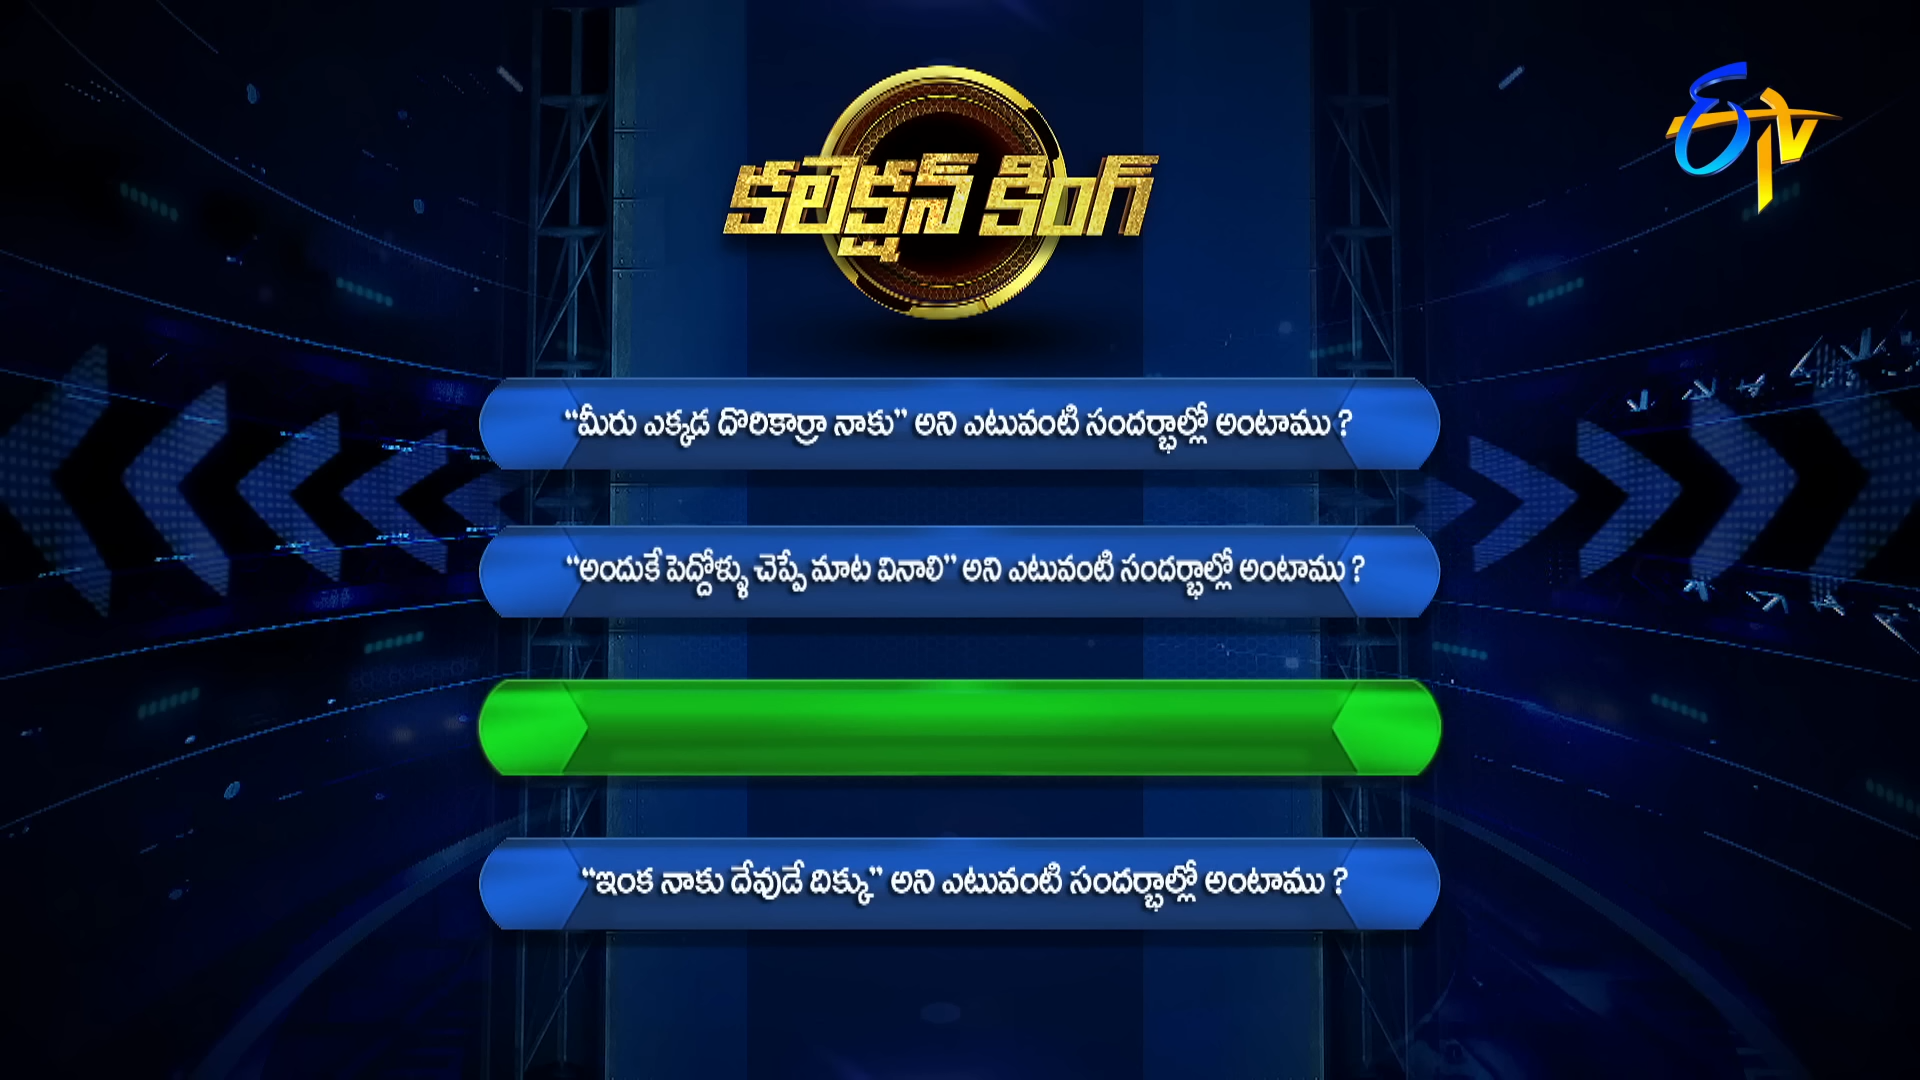 ETV
కలెక్షన్ కింగ్
“మీరు ఎక్కడ దొరికార్రా నాకు” అని ఎటువంటి సందర్భాల్లో అంటాము ?
“అందుకే పెద్దోళ్ళు చెప్పే మాట వినాలి” అని ఎటువంటి సందర్భాల్లో అంటాము ?
“ఇంక నాకు దేవుడే దిక్కు” అని ఎటువంటి సందర్భాల్లో అంటాము ?